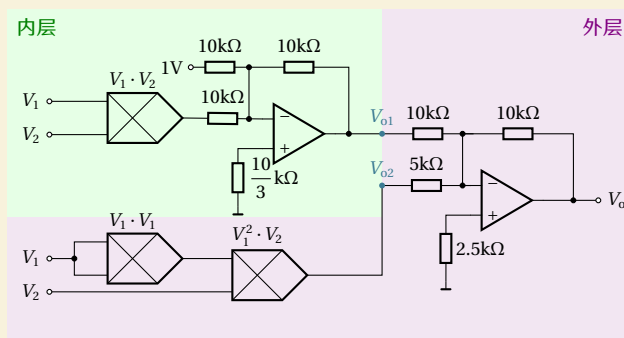 内层
外层
10kΩ
10kΩ
1V
V₁ · V₂
10kΩ
V₁
V₂
−
+
10/3 kΩ
Vₒ₁
10kΩ
10kΩ
Vₒ₂
5kΩ
−
+
Vₒ
2.5kΩ
V₁ · V₁
V₁² · V₂
V₁
V₂